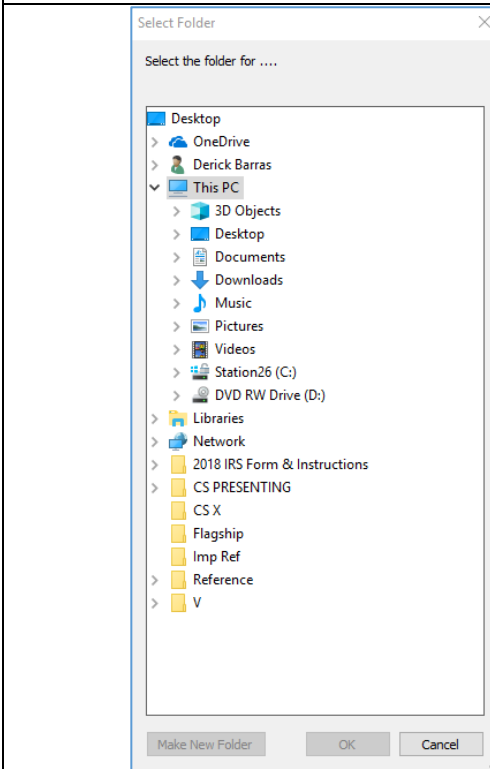 Select Folder
Select the folder for ....
Desktop
OneDrive
Derick Barras
This PC
3D Objects
Desktop
Documents
Downloads
Music
Pictures
Videos
Station26 (C:)
DVD RW Drive (D:)
Libraries
Network
2018 IRS Form & Instructions
CS PRESENTING
CS X
Flagship
Imp Ref
Reference
V
Make New Folder OK Cancel